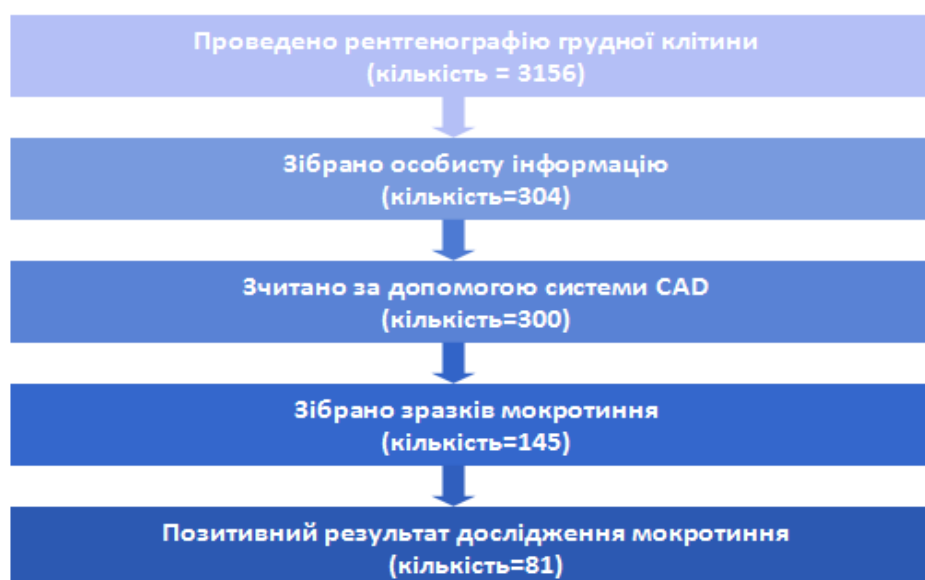 Проведено рентгенографію грудної клітини
(кількість = 3156)
Зібрано особисту інформацію
(кількість=304)
Зчитано за допомогою системи CAD
(кількість=300)
Зібрано зразків мокротиння
(кількість=145)
Позитивний результат дослідження мокротиння
(кількість=81)